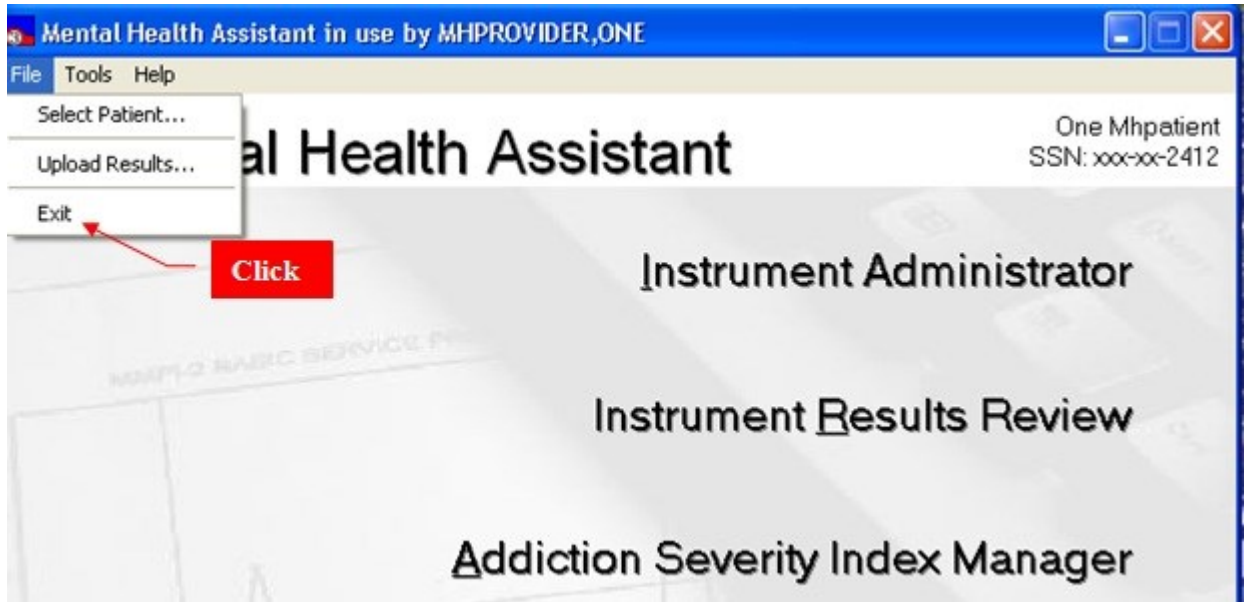 Mental Health Assistant in use by MHPROVIDER,ONE
File Tools Help
Select Patient...
Upload Results...
Exit
al Health Assistant
One Mhpatient
SSN: xxx-xx-2412
Click
Instrument Administrator
Instrument Results Review
Addiction Severity Index Manager